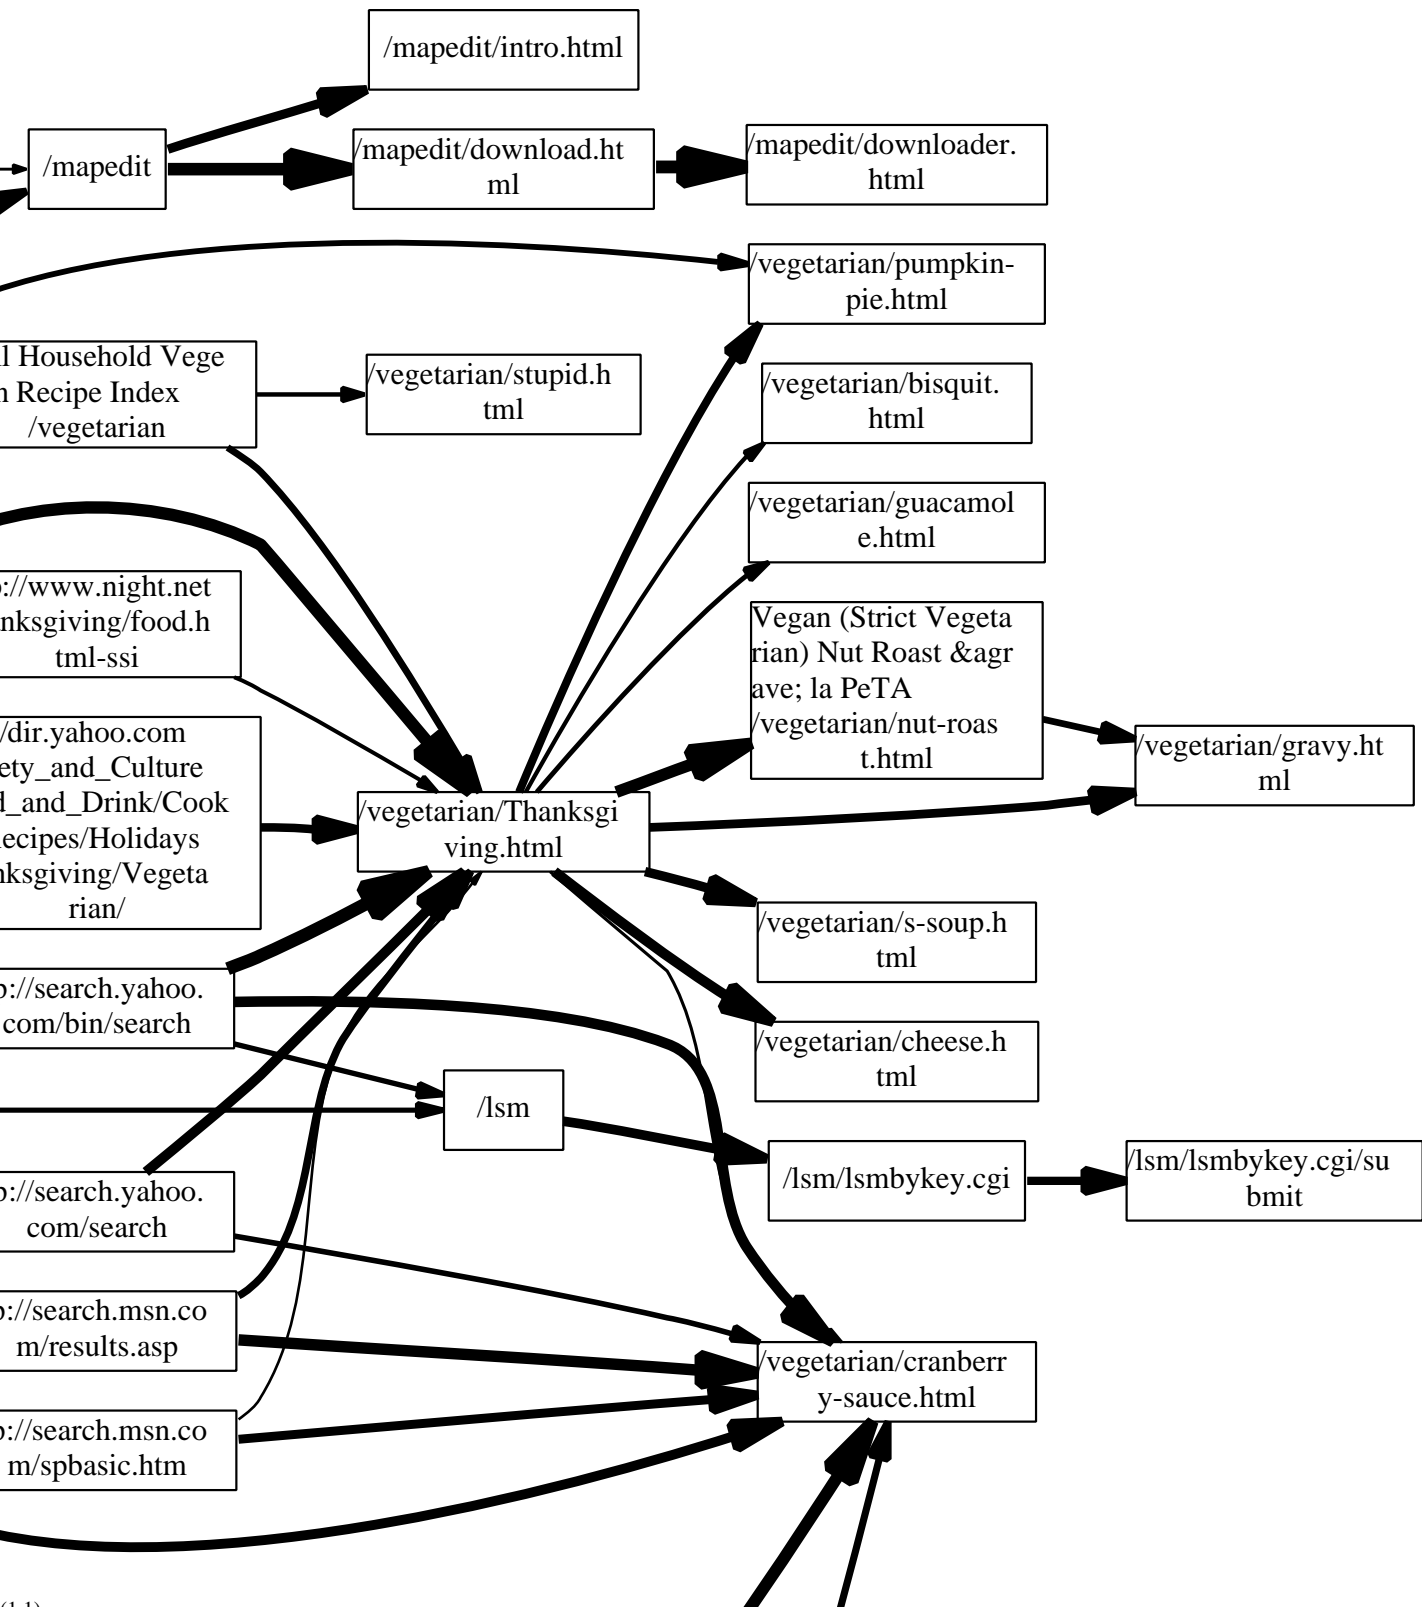 /mapedit/intro.html
/mapedit
/mapedit/download.ht
ml
/mapedit/downloader.
html
/vegetarian/pumpkin-
pie.html
l Household Vege
n Recipe Index
/vegetarian
/vegetarian/stupid.h
tml
/vegetarian/bisquit.
html
/vegetarian/guacamol
e.html
://www.night.net
nksgiving/food.h
tml-ssi
Vegan (Strict Vegeta
rian) Nut Roast &agr
ave; la PeTA
/vegetarian/nut-roas
t.html
/dir.yahoo.com
ety_and_Culture
d_and_Drink/Cook
ecipes/Holidays
nksgiving/Vegeta
rian/
/vegetarian/gravy.ht
ml
/vegetarian/Thanksgi
ving.html
/vegetarian/s-soup.h
tml
p://search.yahoo.
com/bin/search
/vegetarian/cheese.h
tml
/lsm
/lsm/lsmbykey.cgi
/lsm/lsmbykey.cgi/su
bmit
p://search.yahoo.
com/search
p://search.msn.co
m/results.asp
/vegetarian/cranberr
y-sauce.html
p://search.msn.co
m/spbasic.htm